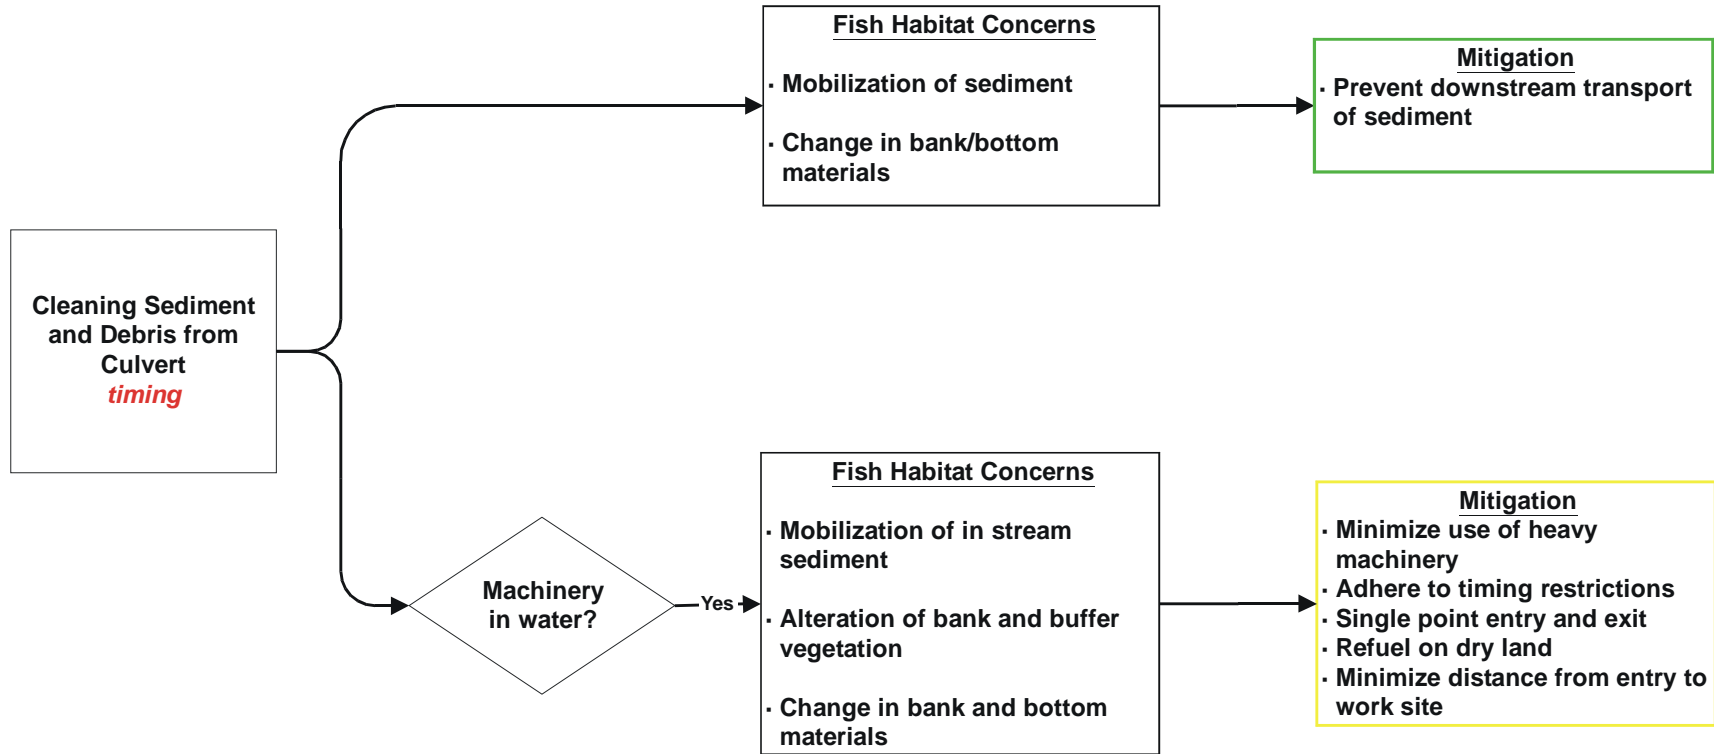 Fish Habitat Concerns
· Mobilization of sediment
· Change in bank/bottom
materials
Mitigation
· Prevent downstream transport
of sediment
Cleaning Sediment
and Debris from
Culvert
timing
Machinery
in water?
Yes
Fish Habitat Concerns
· Mobilization of in stream
sediment
· Alteration of bank and buffer
vegetation
· Change in bank and bottom
materials
Mitigation
· Minimize use of heavy
machinery
· Adhere to timing restrictions
· Single point entry and exit
· Refuel on dry land
· Minimize distance from entry to
work site